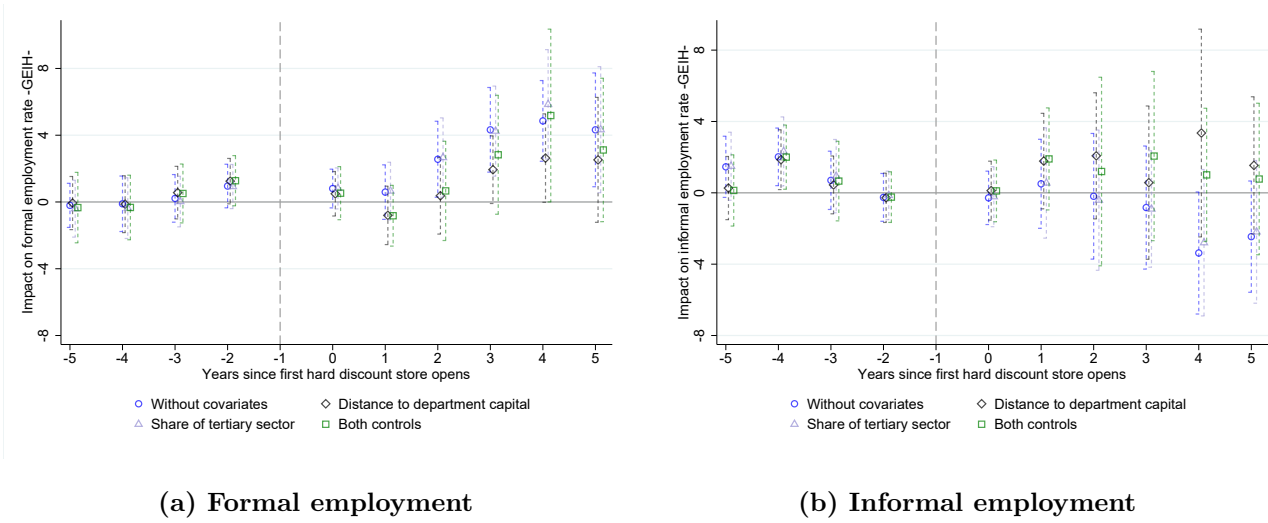 Impact on formal employment rate -GEIH-
8
4
0
-4
-8
-5 -4 -3 -2 -1 0 1 2 3 4 5
Years since first hard discount store opens
Without covariates
Distance to department capital
Share of tertiary sector
Both controls
(a) Formal employment
Impact on informal employment rate -GEIH-
8
4
0
-4
-8
-5 -4 -3 -2 -1 0 1 2 3 4 5
Years since first hard discount store opens
Without covariates
Distance to department capital
Share of tertiary sector
Both controls
(b) Informal employment